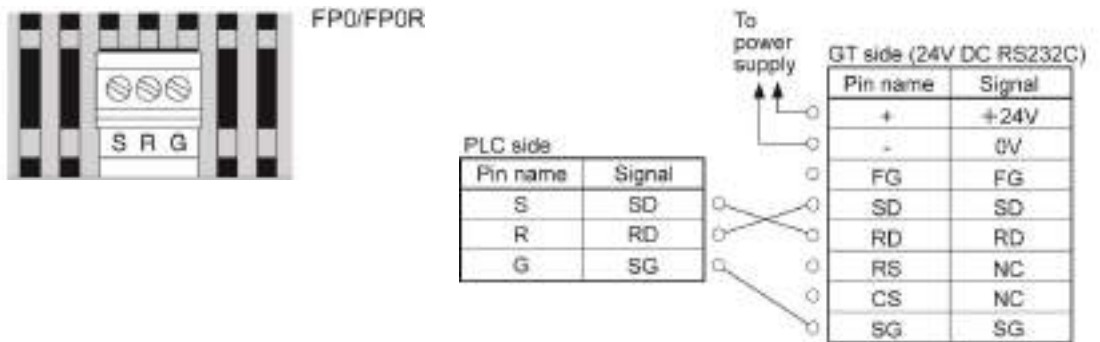 FP0/FP0R
S R G
To
power
supply
GT side (24V DC RS232C)
Pin name Signal
+ +24V
- 0V
FG FG
SD SD
RD RD
RS NC
CS NC
SG SG
PLC side
Pin name Signal
S SD
R RD
G SG